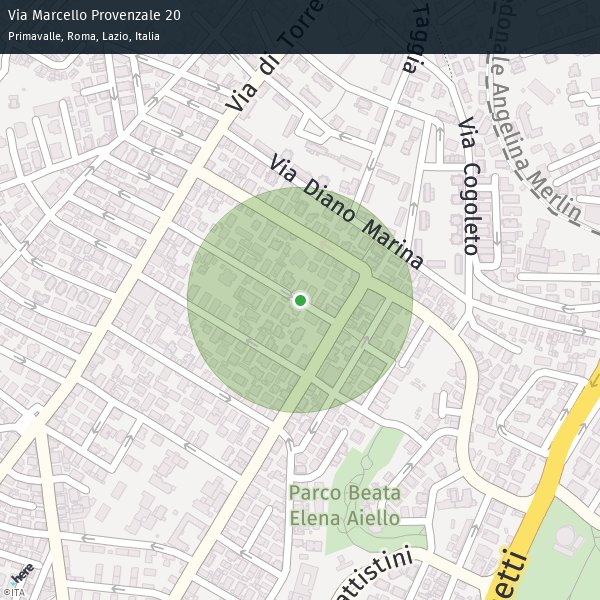 Via Marcello Provenzale 20
Primavalle, Roma, Lazio, Italia
Via di Torre
Taggia
Via Diano Marina
Via Cogoleto
donale Angelina Merlin
Parco Beata
Elena Aiello
attistini
etti
here
©ITA